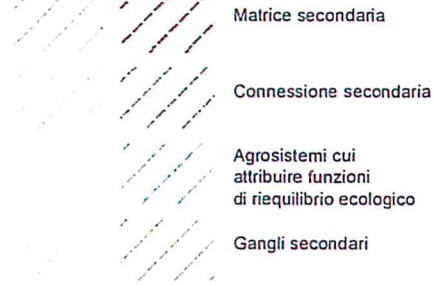 Matrice secondaria
Connessione secondaria
Agrosistemi cui
attribuire funzioni
di riequilibrio ecologico
Gangli secondari